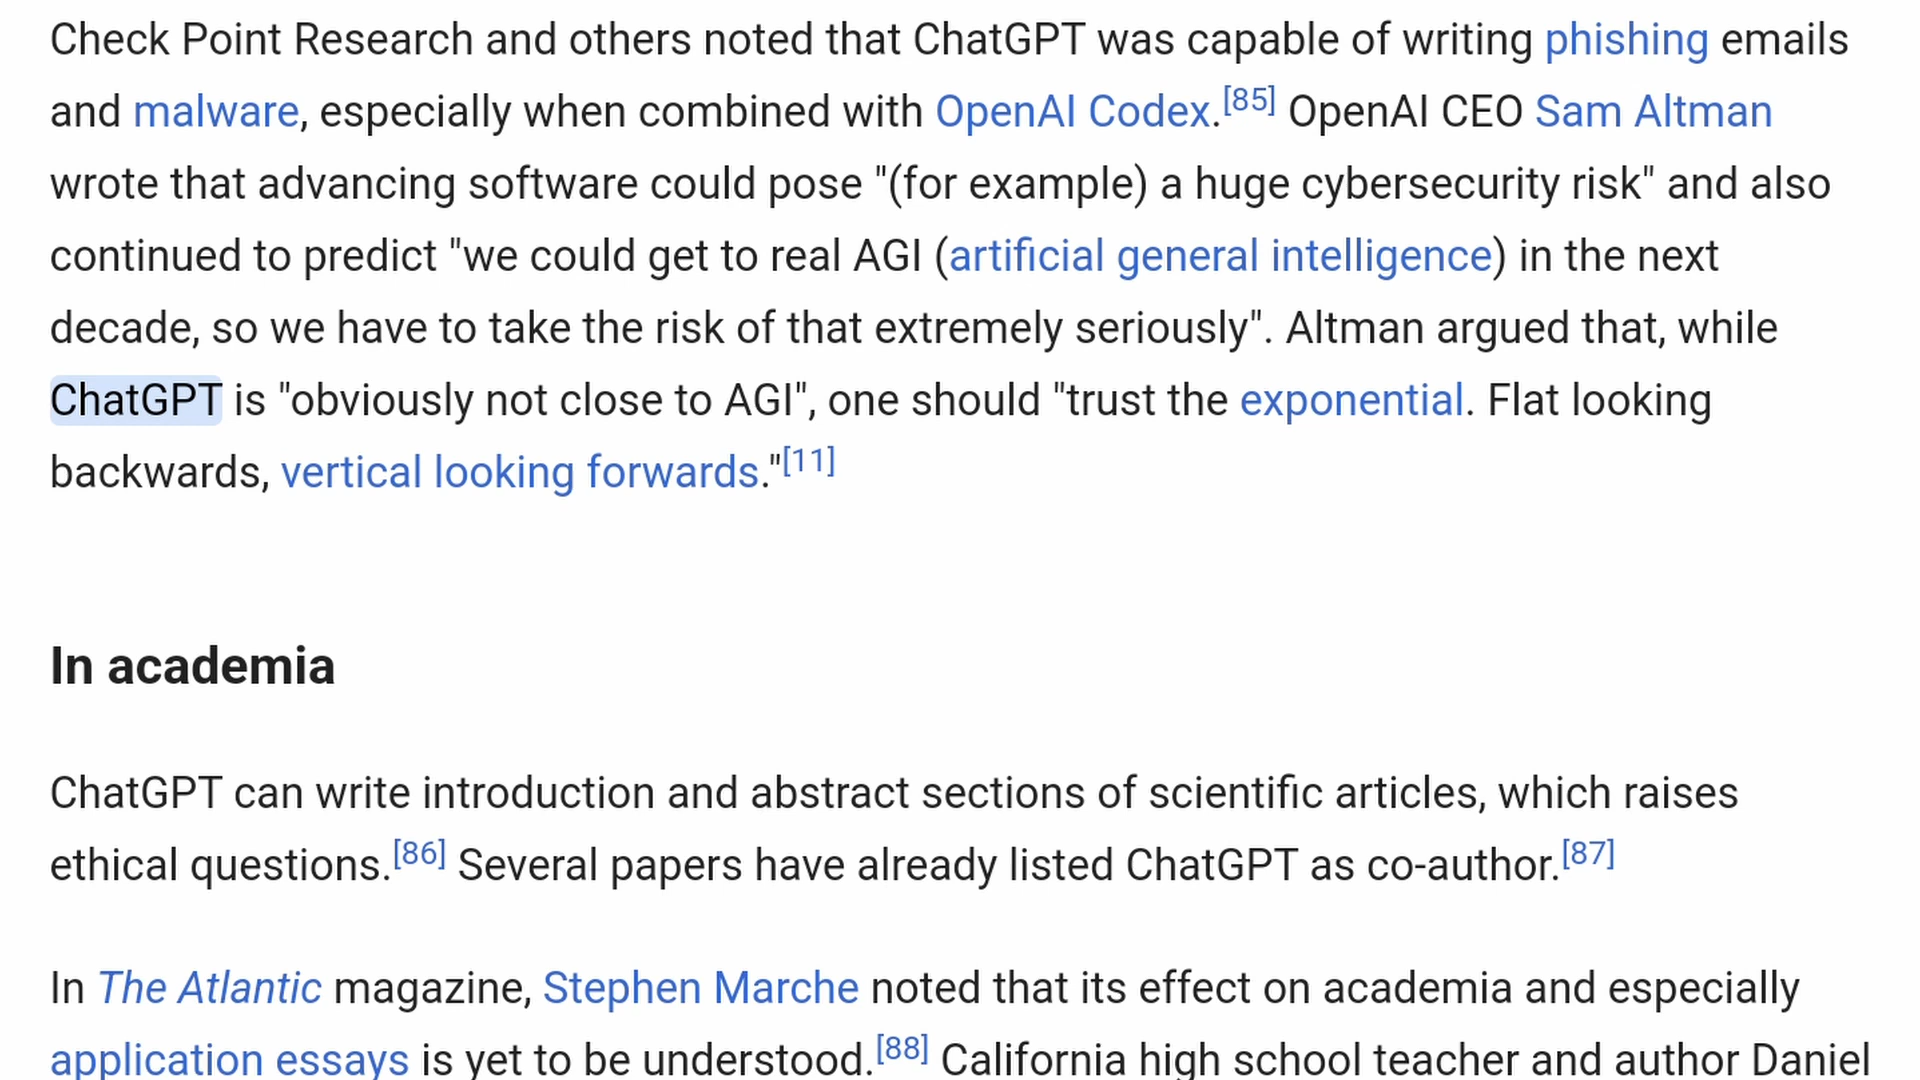 Check Point Research and others noted that ChatGPT was capable of writing phishing emails
and malware, especially when combined with OpenAI Codex.[85] OpenAI CEO Sam Altman
wrote that advancing software could pose "(for example) a huge cybersecurity risk" and also
continued to predict "we could get to real AGI (artificial general intelligence) in the next
decade, so we have to take the risk of that extremely seriously". Altman argued that, while
ChatGPT is "obviously not close to AGI", one should "trust the exponential. Flat looking
backwards, vertical looking forwards."[11]
In academia
ChatGPT can write introduction and abstract sections of scientific articles, which raises
ethical questions.[86] Several papers have already listed ChatGPT as co-author.[87]
In The Atlantic magazine, Stephen Marche noted that its effect on academia and especially
application essays is yet to be understood.[88] California high school teacher and author Daniel